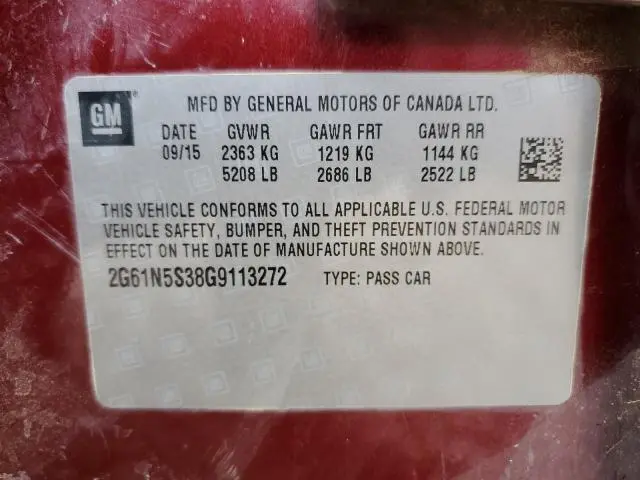 GM
MFD BY GENERAL MOTORS OF CANADA LTD.
DATE GVWR GAWR FRT GAWR RR
09/15 2363 KG 1219 KG 1144 KG
5208 LB 2686 LB 2522 LB
THIS VEHICLE CONFORMS TO ALL APPLICABLE U.S. FEDERAL MOTOR
VEHICLE SAFETY, BUMPER, AND THEFT PREVENTION STANDARDS IN
EFFECT ON THE DATE OF MANUFACTURE SHOWN ABOVE.
2G61N5S38G9113272 TYPE: PASS CAR